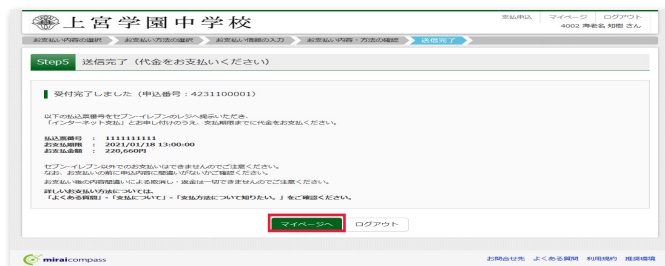 上宮学園中学校
支払申込 マイページ ログアウト
4002 海老名 知樹 さん
お支払い内容の選択 お支払い方法の選択 お支払い情報の入力 お支払い内容・方法の確認 送信完了
Step5 送信完了（代金をお支払いください）
受付完了しました（申込番号：4231100001）
以下の払込票番号をセブン-イレブンのレジへ提示いただき、
「インターネット支払」とお申し付けのうえ、支払期限までに代金をお支払ください。
払込票番号 ： 1111111111
お支払期限 ： 2021/01/18 13:00:00
お支払金額 ： 220,660円
セブン-イレブン以外でのお支払いはできませんのでご注意ください。
なお、お支払いの前に申込内容に間違いがないかご確認ください。
お支払い後の内容間違いによる取消し・返金は一切できませんのでご注意ください。
詳しいお支払い方法については、
「よくある質問」-「支払について」-「支払方法について知りたい。」をご確認ください。
マイページへ ログアウト
miraicompass
お問合せ先 よくある質問 利用規約 推奨環境